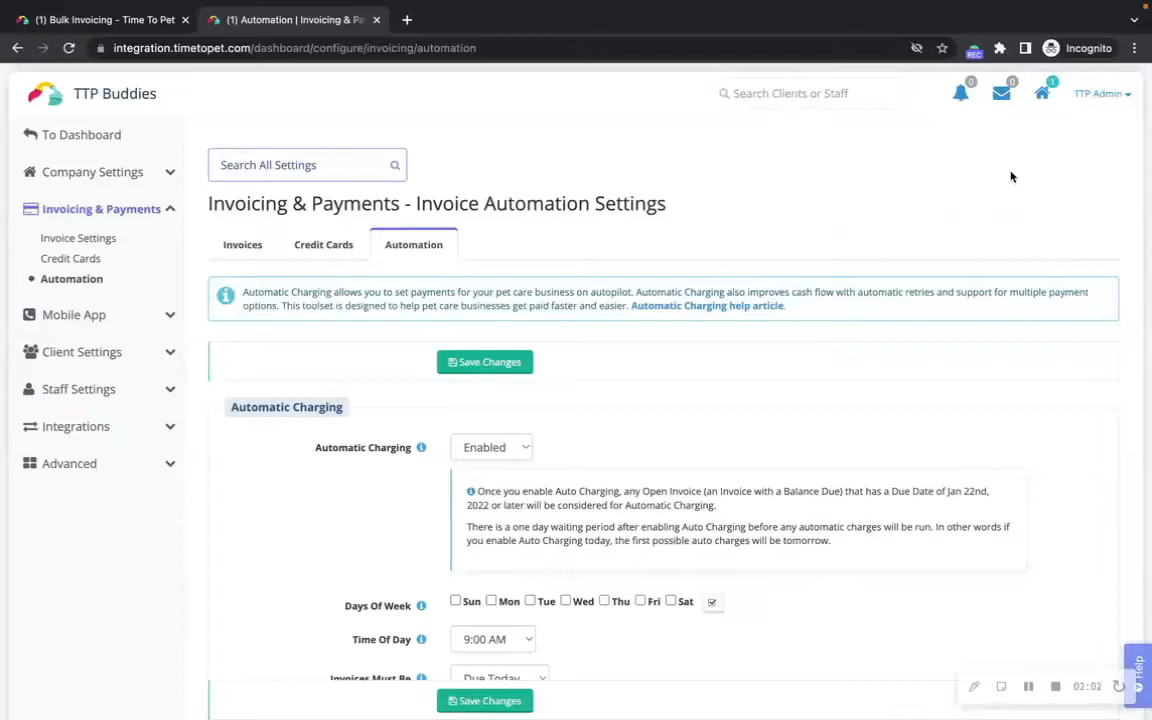 (1) Bulk Invoicing - Time To Pet
(1) Automation | Invoicing & Pa
integration.timetopet.com/dashboard/configure/invoicing/automation
REC
Incognito
TTP Buddies
Search Clients or Staff
0
0
1
TTP Admin
To Dashboard
Company Settings
Invoicing & Payments
Invoice Settings
Credit Cards
Automation
Mobile App
Client Settings
Staff Settings
Integrations
Advanced
Search All Settings
Invoicing & Payments - Invoice Automation Settings
Invoices Credit Cards Automation
Automatic Charging allows you to set payments for your pet care business on autopilot. Automatic Charging also improves cash flow with automatic retries and support for multiple payment
options. This toolset is designed to help pet care businesses get paid faster and easier. Automatic Charging help article.
Save Changes
Automatic Charging
Automatic Charging Enabled
Once you enable Auto Charging, any Open Invoice (an Invoice with a Balance Due) that has a Due Date of Jan 22nd,
2022 or later will be considered for Automatic Charging.
There is a one day waiting period after enabling Auto Charging before any automatic charges will be run. In other words if
you enable Auto Charging today, the first possible auto charges will be tomorrow.
Days Of Week Sun Mon Tue Wed Thu Fri Sat
Time Of Day 9:00 AM
Invoices Must Be Due Today
Save Changes
02:02
Help